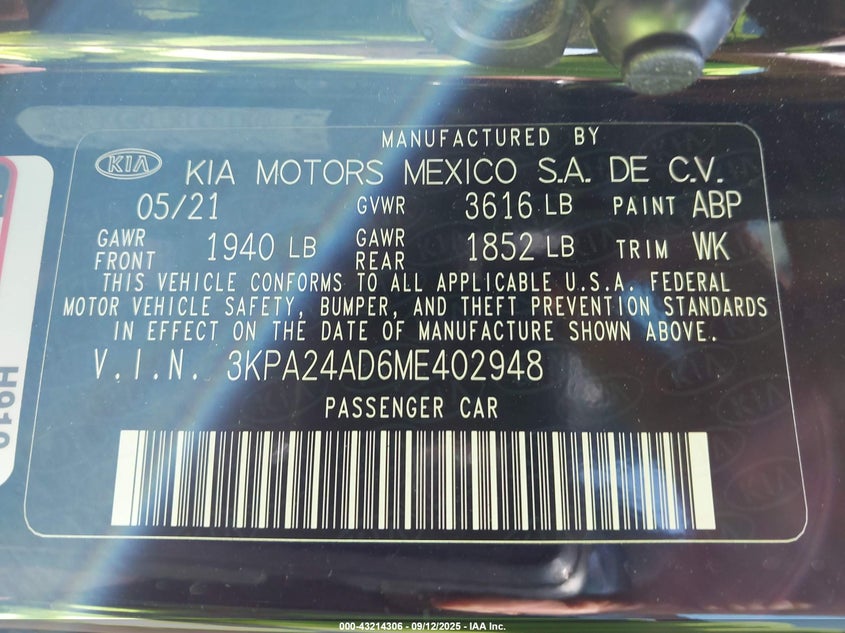 MANUFACTURED BY
KIA KIA MOTORS MEXICO S.A. DE C.V.
05/21 GVWR 3616 LB PAINT ABP
GAWR FRONT 1940 LB GAWR REAR 1852 LB TRIM WK
THIS VEHICLE CONFORMS TO ALL APPLICABLE U.S.A. FEDERAL
MOTOR VEHICLE SAFETY, BUMPER, AND THEFT PREVENTION STANDARDS
IN EFFECT ON THE DATE OF MANUFACTURE SHOWN ABOVE.
V.I.N. 3KPA24AD6ME402948
PASSENGER CAR
000-43214306 - 09/12/2025 - IAA Inc.